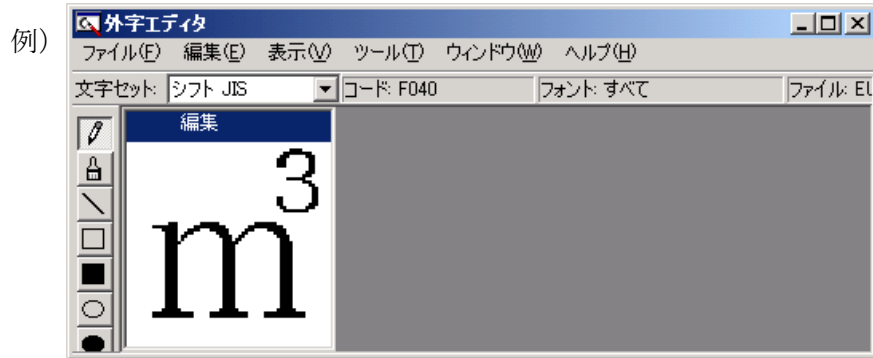 例）
外字エディタ
ファイル(F) 編集(E) 表示(V) ツール(T) ウィンドウ(W) ヘルプ(H)
文字セット: シフト JIS コード: F040 フォント: すべて ファイル: EU
編集
m3